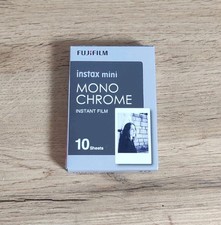 FUJIFILM
instax mini
MONO
CHROME
INSTANT FILM
10 Sheets